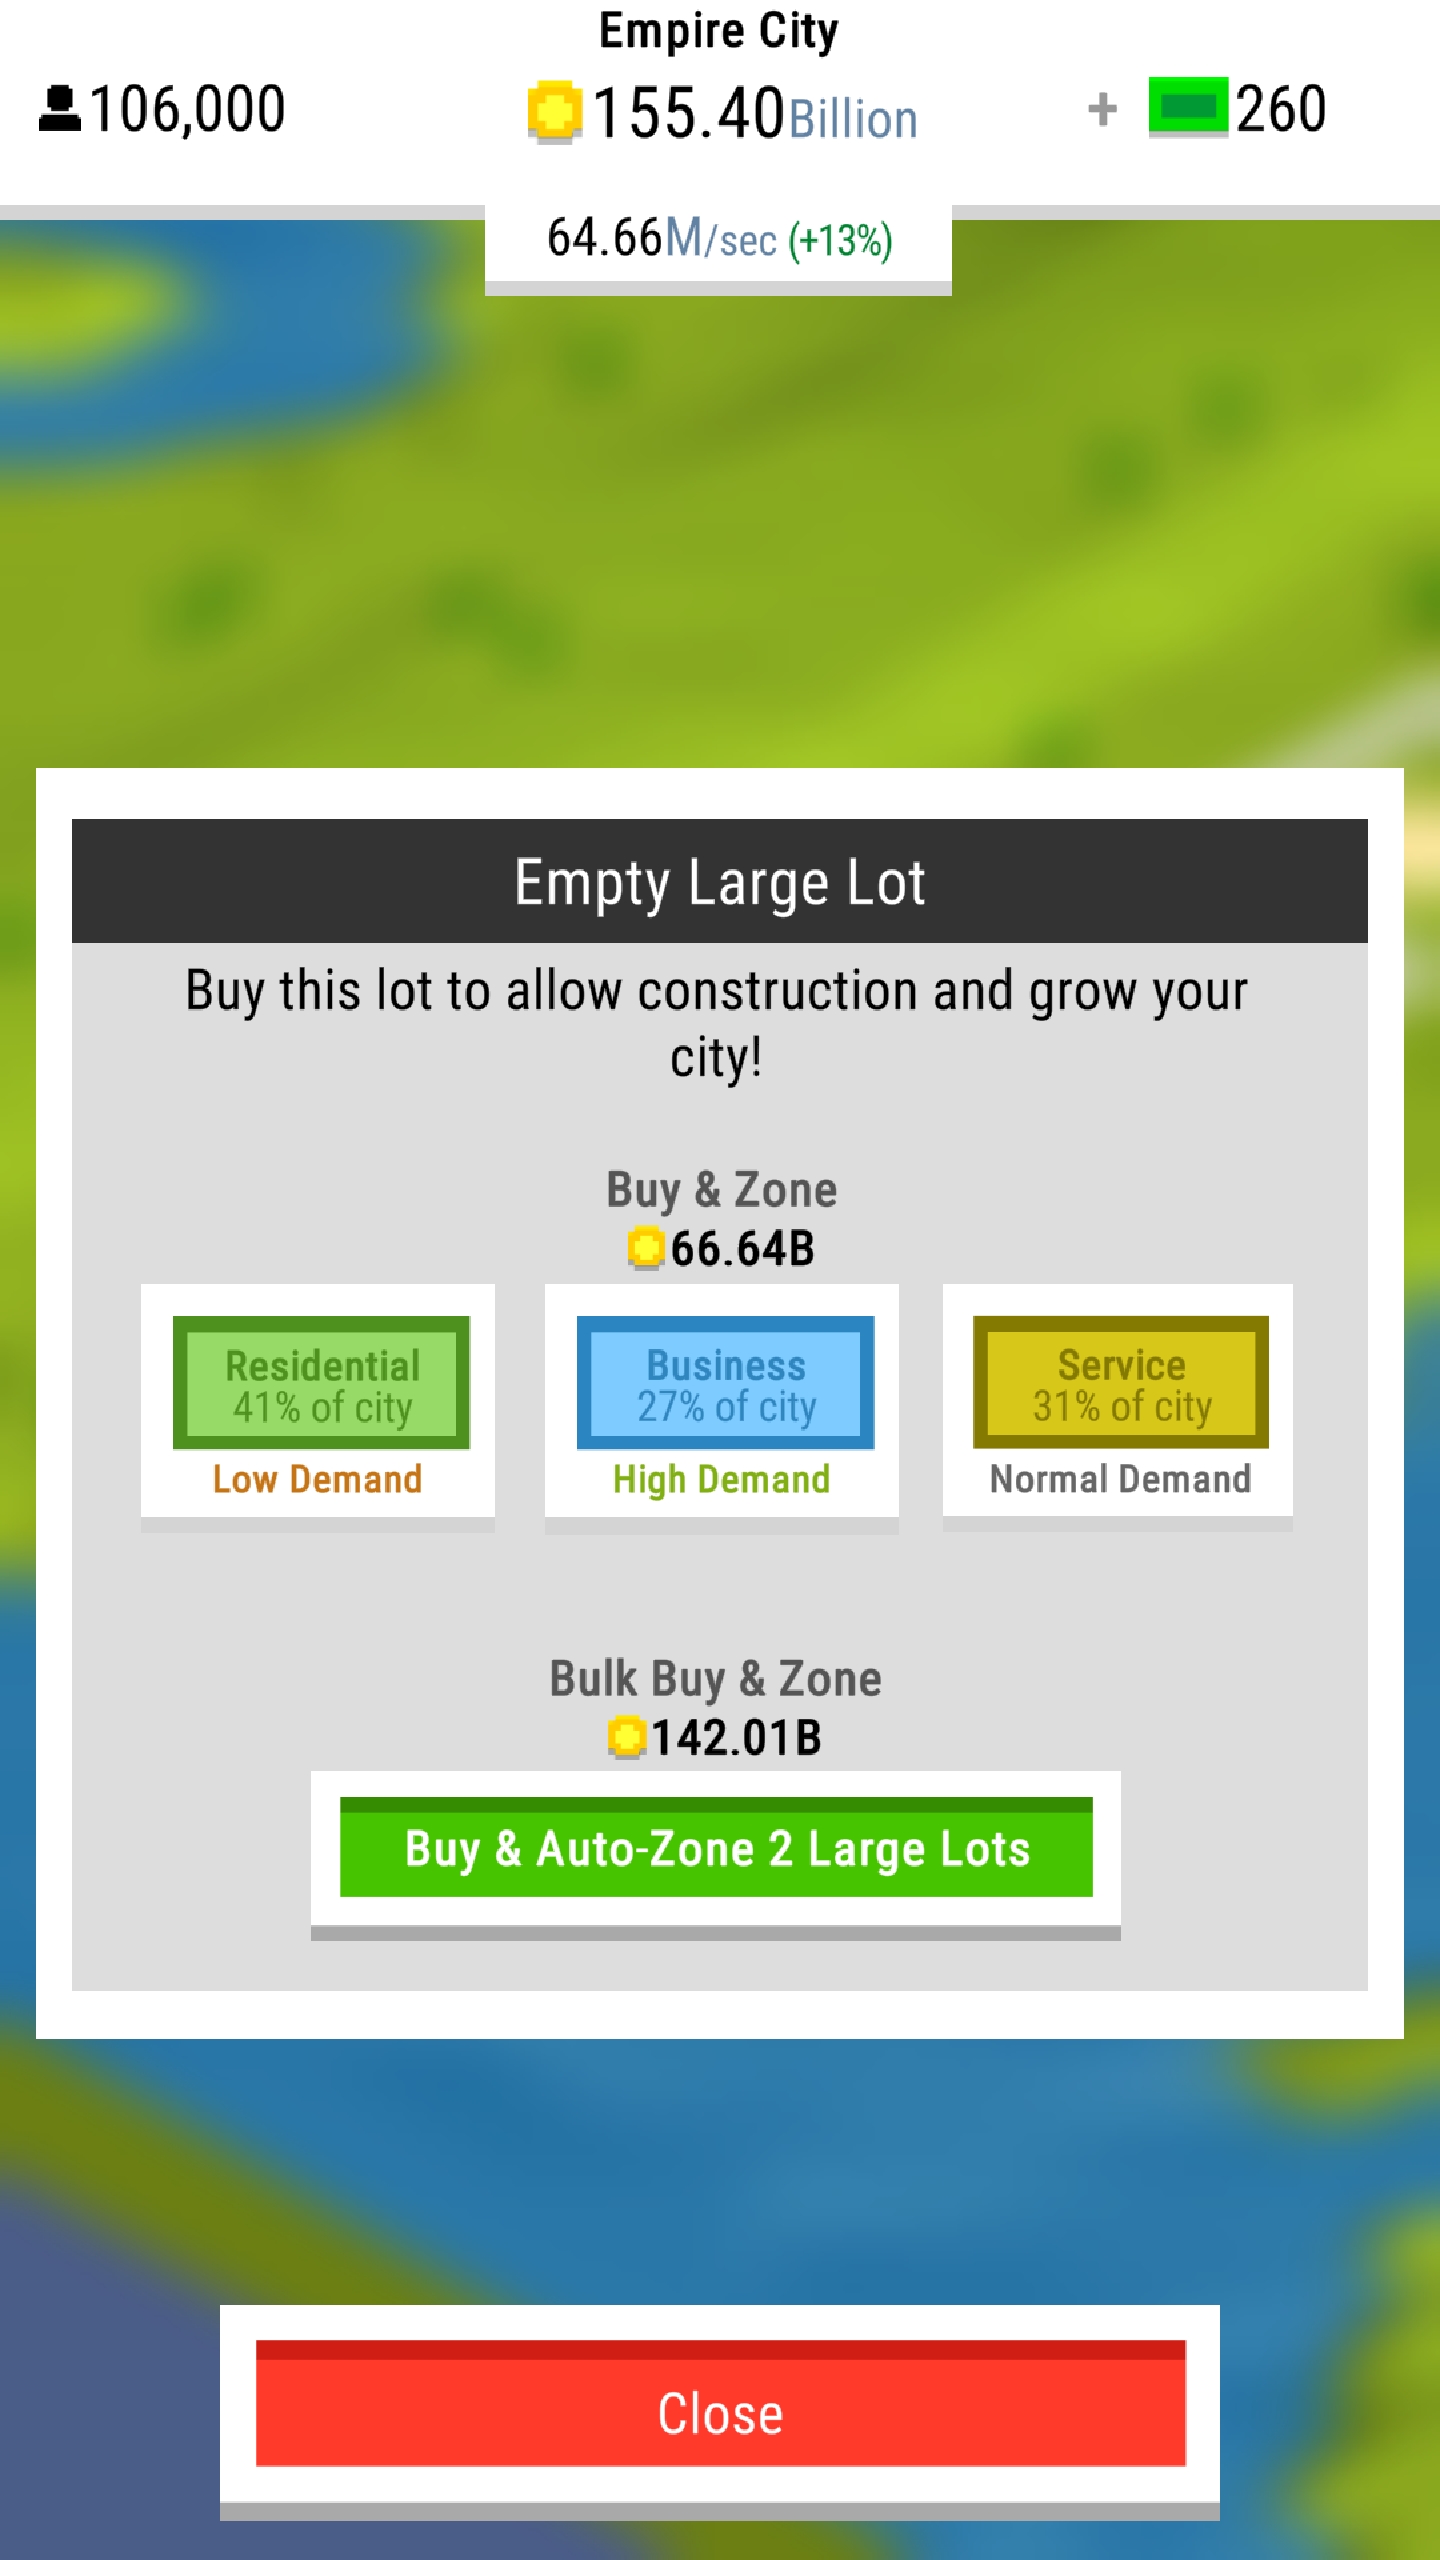 Empire City
106,000
155.40Billion
+ 260
64.66M/sec (+13%)
Empty Large Lot
Buy this lot to allow construction and grow your
city!
Buy & Zone
66.64B
Residential
41% of city
Low Demand
Business
27% of city
High Demand
Service
31% of city
Normal Demand
Bulk Buy & Zone
142.01B
Buy & Auto-Zone 2 Large Lots
Close